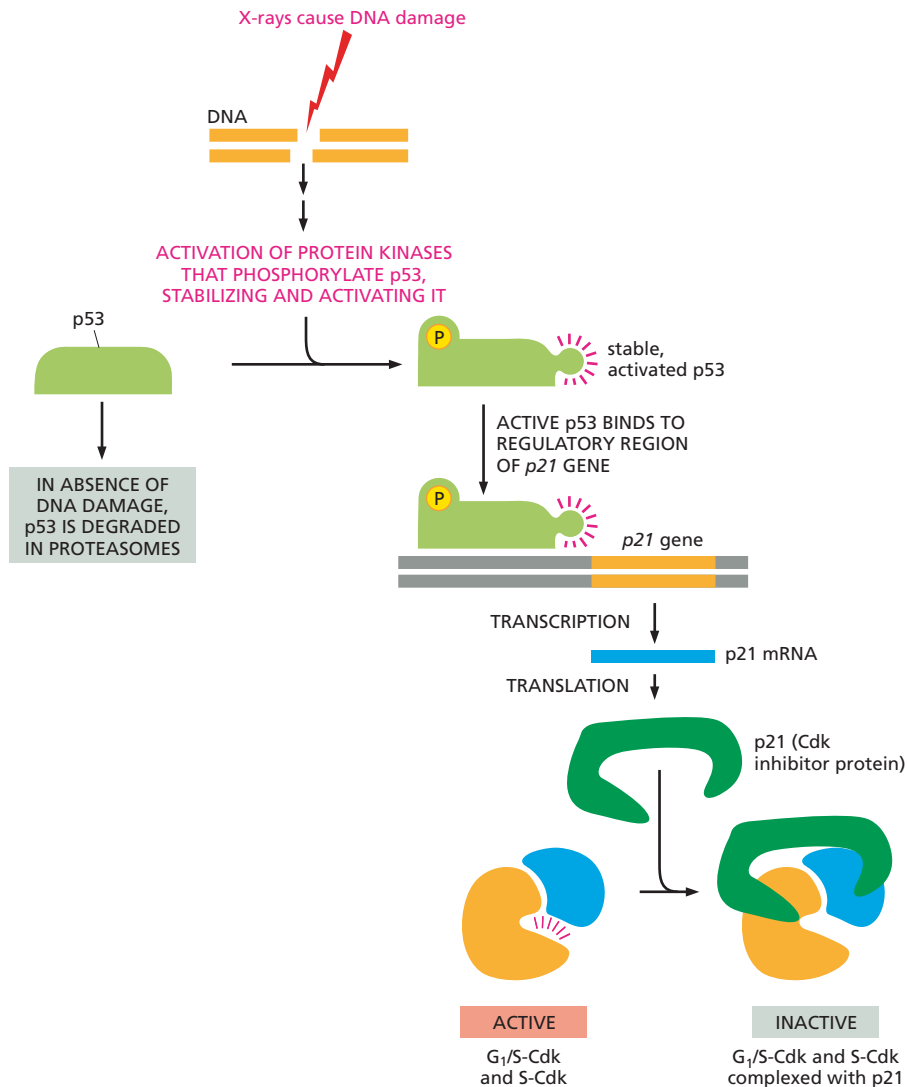 X-rays cause DNA damage
DNA
ACTIVATION OF PROTEIN KINASES
THAT PHOSPHORYLATE p53,
STABILIZING AND ACTIVATING IT
p53
P
stable,
activated p53
IN ABSENCE OF
DNA DAMAGE,
p53 IS DEGRADED
IN PROTEASOMES
ACTIVE p53 BINDS TO
REGULATORY REGION
OF p21 GENE
P
p21 gene
TRANSCRIPTION
p21 mRNA
TRANSLATION
p21 (Cdk
inhibitor protein)
ACTIVE
G₁/S-Cdk
and S-Cdk
INACTIVE
G₁/S-Cdk and S-Cdk
complexed with p21